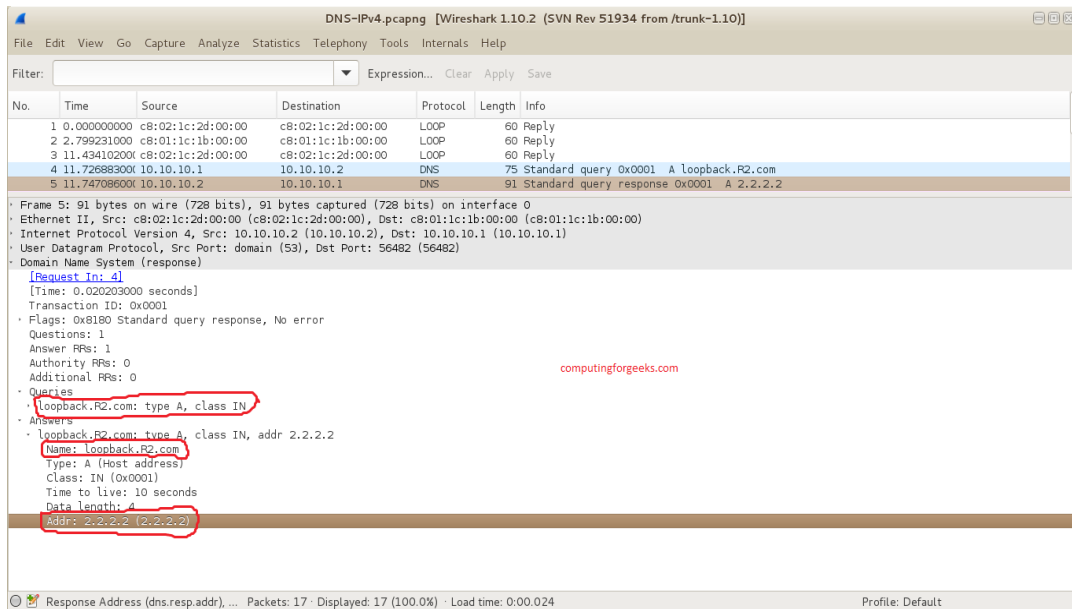 DNS-IPv4.pcapng [Wireshark 1.10.2 (SVN Rev 51934 from /trunk-1.10)]
File Edit View Go Capture Analyze Statistics Telephony Tools Internals Help
Filter: Expression... Clear Apply Save
No. Time Source Destination Protocol Length Info
1 0.000000000 c8:02:1c:2d:00:00 c8:02:1c:2d:00:00 LOOP 60 Reply
2 2.799231000 c8:01:1c:1b:00:00 c8:01:1c:1b:00:00 LOOP 60 Reply
3 11.43410200( c8:02:1c:2d:00:00 c8:02:1c:2d:00:00 LOOP 60 Reply
4 11.72688300( 10.10.10.1 10.10.10.2 DNS 75 Standard query 0x0001 A loopback.R2.com
5 11.74708600( 10.10.10.2 10.10.10.1 DNS 91 Standard query response 0x0001 A 2.2.2.2
Frame 5: 91 bytes on wire (728 bits), 91 bytes captured (728 bits) on interface 0
Ethernet II, Src: c8:02:1c:2d:00:00 (c8:02:1c:2d:00:00), Dst: c8:01:1c:1b:00:00 (c8:01:1c:1b:00:00)
Internet Protocol Version 4, Src: 10.10.10.2 (10.10.10.2), Dst: 10.10.10.1 (10.10.10.1)
User Datagram Protocol, Src Port: domain (53), Dst Port: 56482 (56482)
Domain Name System (response)
[Request In: 4]
[Time: 0.020203000 seconds]
Transaction ID: 0x0001
Flags: 0x8180 Standard query response, No error
Questions: 1
Answer RRs: 1
Authority RRs: 0
Additional RRs: 0
computingforgeeks.com
Queries
loopback.R2.com: type A, class IN
Answers
loopback.R2.com: type A, class IN, addr 2.2.2.2
Name: loopback.R2.com
Type: A (Host address)
Class: IN (0x0001)
Time to live: 10 seconds
Data length: 4
Addr: 2.2.2.2 (2.2.2.2)
Response Address (dns.resp.addr), ... Packets: 17 · Displayed: 17 (100.0%) · Load time: 0:00.024 Profile: Default